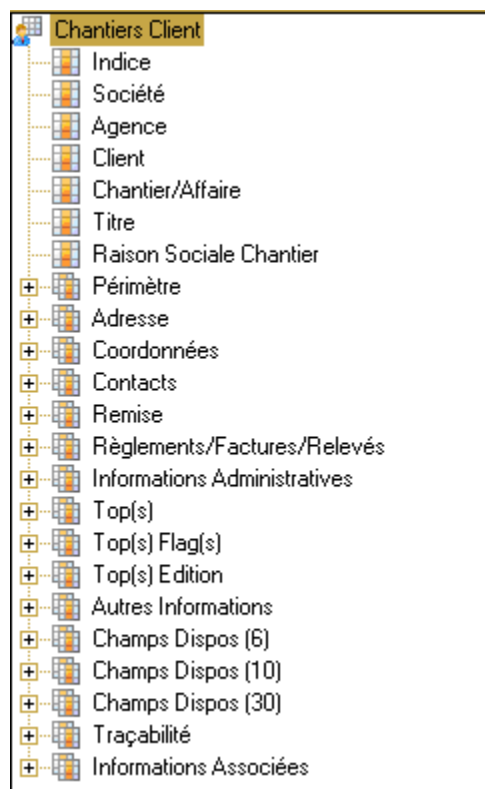 Chantiers Client
Indice
Société
Agence
Client
Chantier/Affaire
Titre
Raison Sociale Chantier
Périmètre
Adresse
Coordonnées
Contacts
Remise
Règlements/Factures/Relevés
Informations Administratives
Top(s)
Top(s) Flag(s)
Top(s) Edition
Autres Informations
Champs Dispos (6)
Champs Dispos (10)
Champs Dispos (30)
Traçabilité
Informations Associées